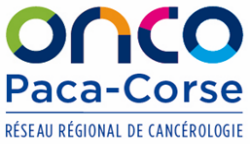 onco
Paca-Corse
RÉSEAU RÉGIONAL DE CANCÉROLOGIE